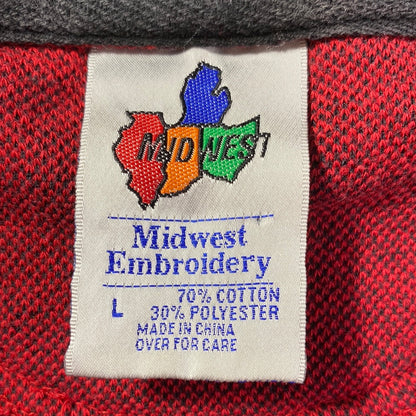 MIDWEST
Midwest
Embroidery
L 70% COTTON
30% POLYESTER
MADE IN CHINA
OVER FOR CARE